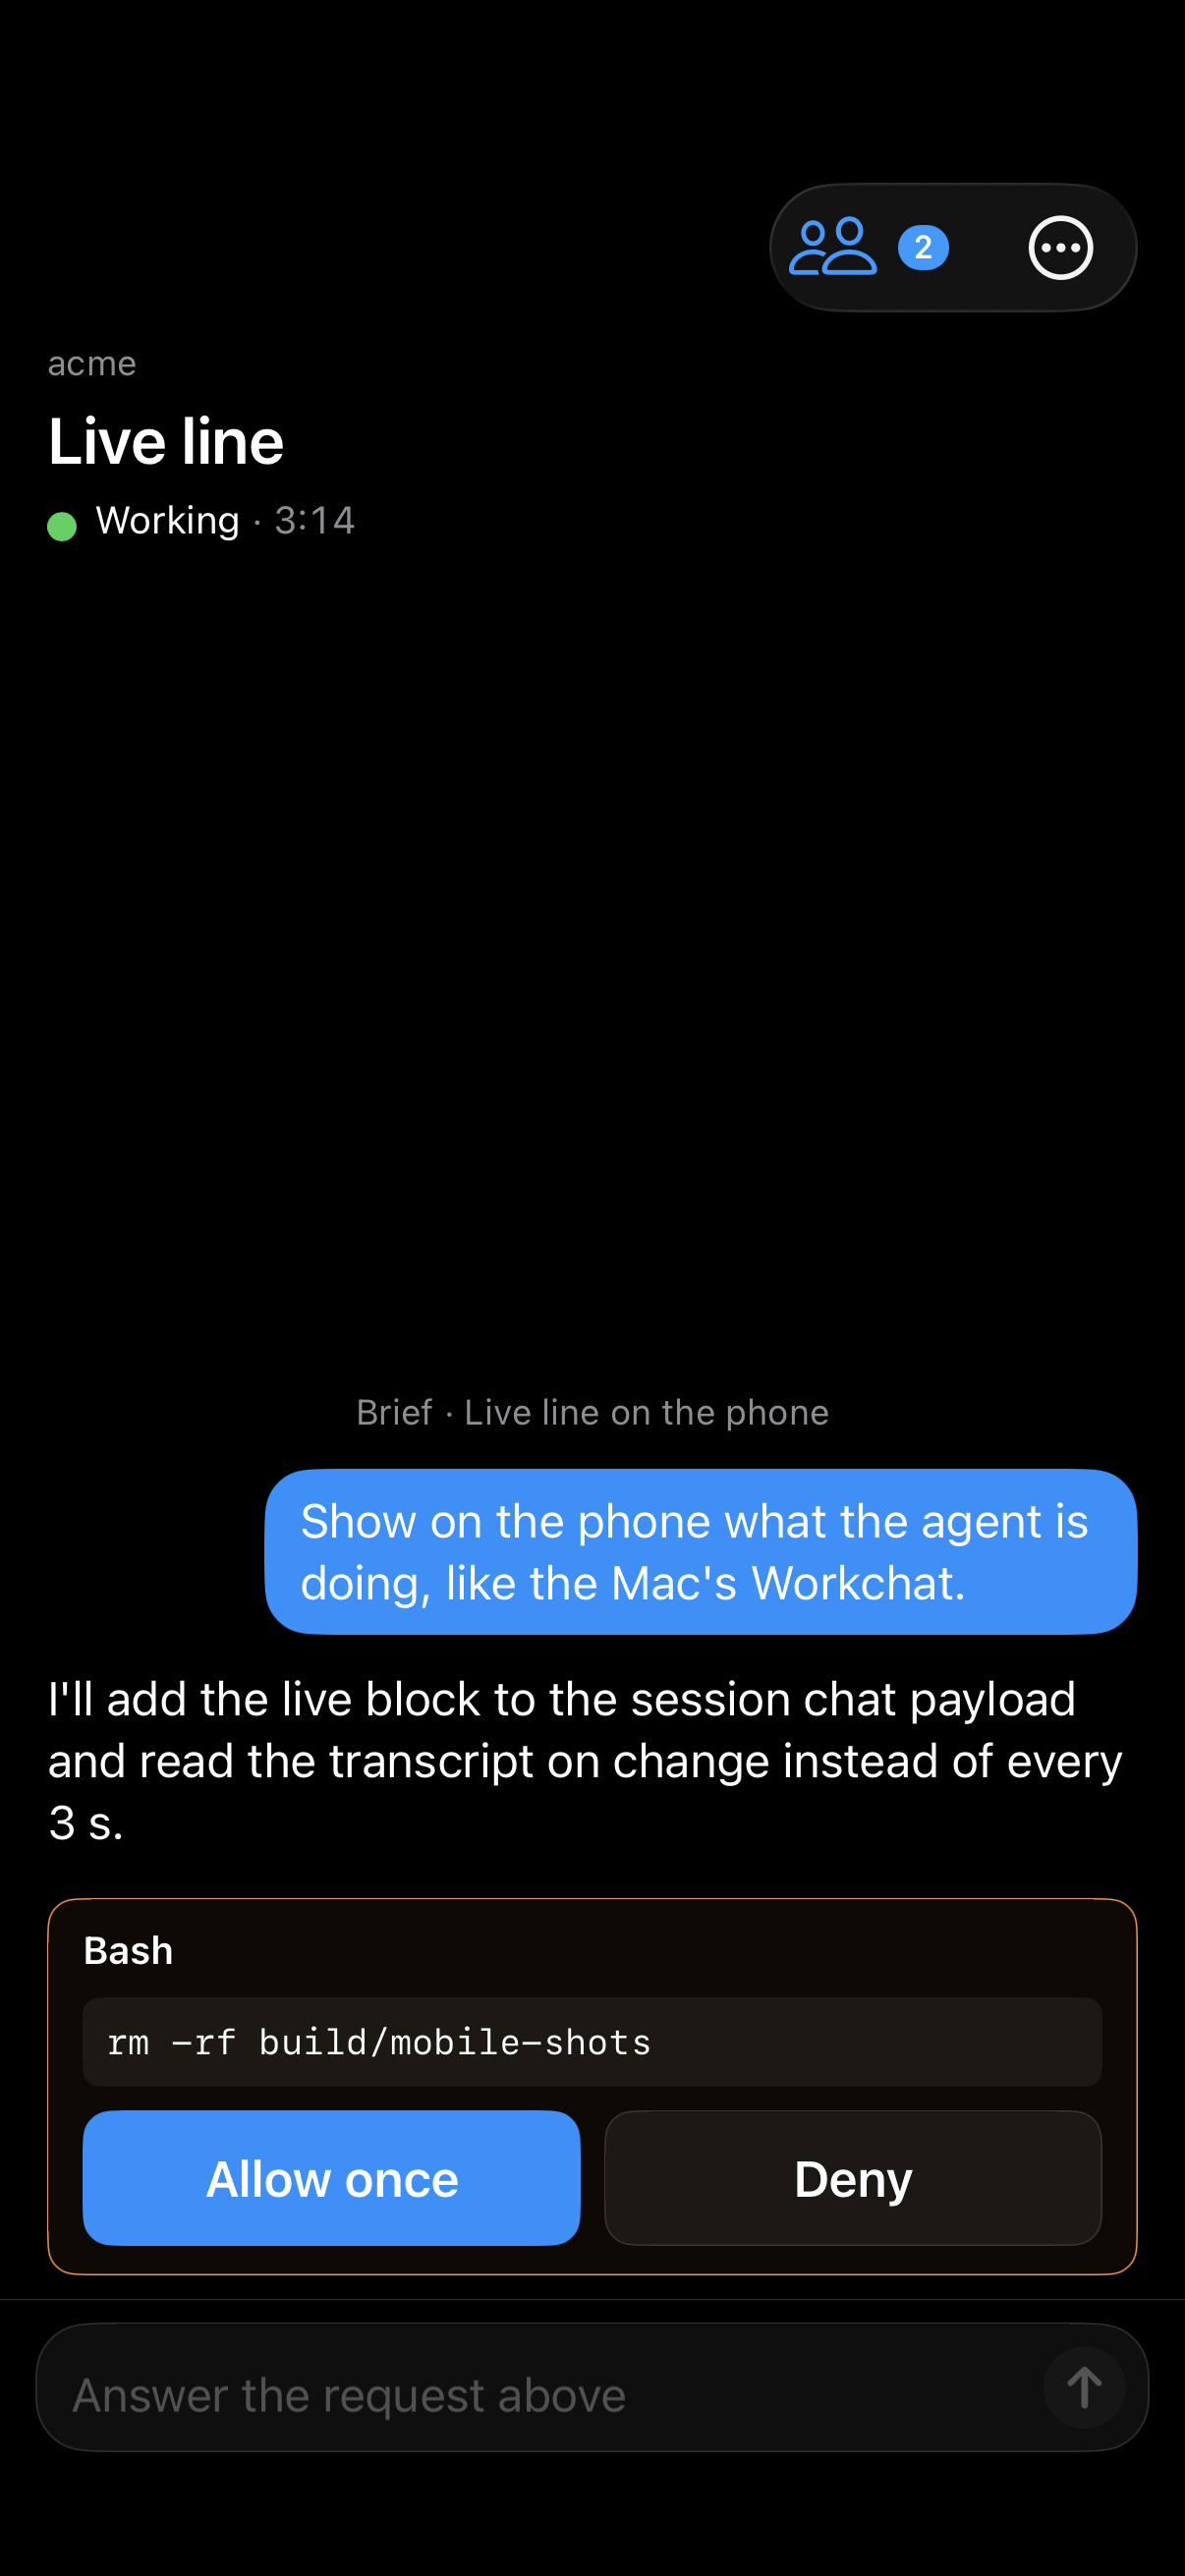 2
acme
Live line
Working · 3:14
Brief · Live line on the phone
Show on the phone what the agent is
doing, like the Mac's Workchat.
I'll add the live block to the session chat payload
and read the transcript on change instead of every
3 s.
Bash
rm -rf build/mobile-shots
Allow once
Deny
Answer the request above